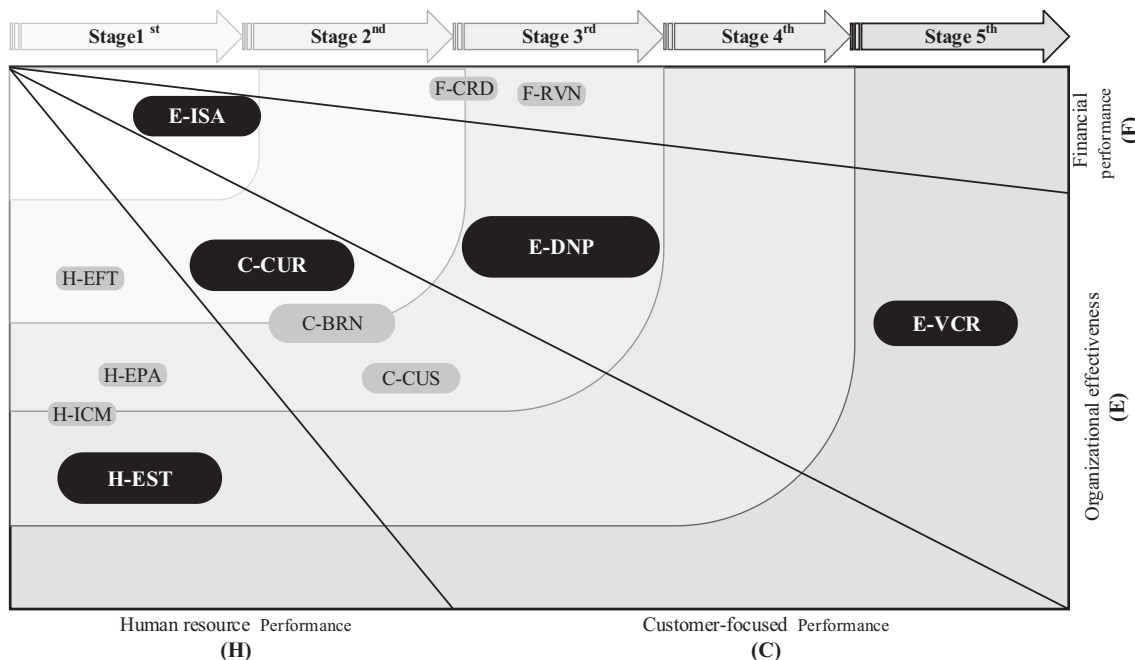 Stage1 st
Stage 2nd
Stage 3rd
Stage 4th
Stage 5th
F-CRD
F-RVN
E-ISA
Financial
performance
(F)
E-DNP
C-CUR
H-EFT
C-BRN
E-VCR
H-EPA
C-CUS
H-ICM
H-EST
Organizational effectiveness
(E)
Human resource Performance
(H)
Customer-focused Performance
(C)